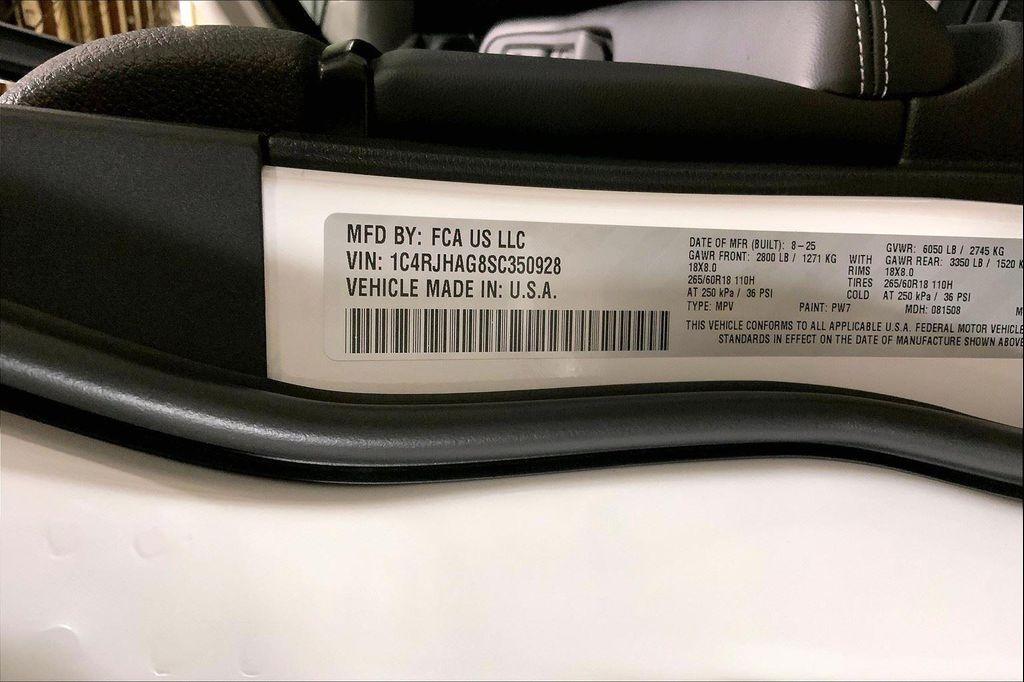 MFD BY: FCA US LLC
VIN: 1C4RJHAG8SC350928
VEHICLE MADE IN: U.S.A.
DATE OF MFR (BUILT): 8-25 GVWR: 6050 LB / 2745 KG
GAWR FRONT: 2800 LB / 1271 KG WITH GAWR REAR: 3350 LB / 1520 K
18X8.0 RIMS 18X8.0
265/60R18 110H TIRES 265/60R18 110H
AT 250 kPa / 36 PSI COLD AT 250 kPa / 36 PSI
TYPE: MPV PAINT: PW7 MDH: 081508 M
THIS VEHICLE CONFORMS TO ALL APPLICABLE U.S.A. FEDERAL MOTOR VEHICLE
STANDARDS IN EFFECT ON THE DATE OF MANUFACTURE SHOWN ABOVE